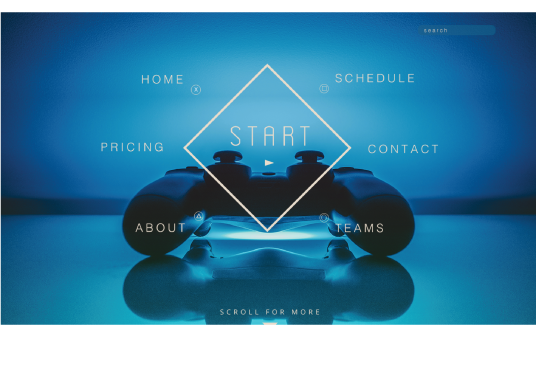 search
HOME
SCHEDULE
START
PRICING
CONTACT
ABOUT
TEAMS
SCROLL FOR MORE